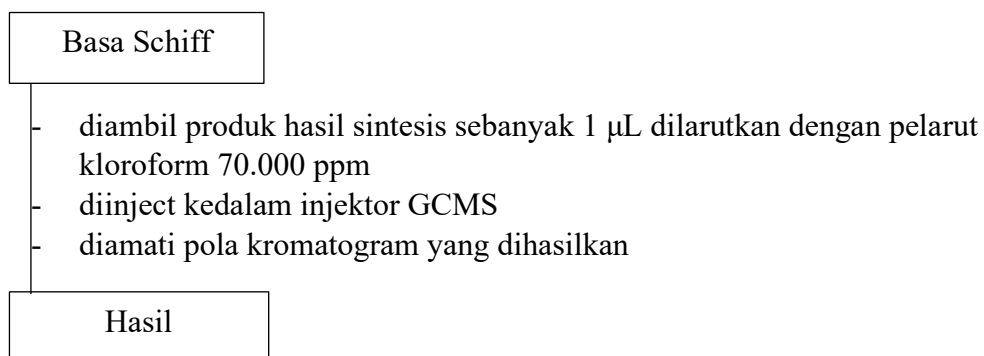 Basa Schiff
- diambil produk hasil sintesis sebanyak 1 μL dilarutkan dengan pelarut
kloroform 70.000 ppm
- diinject kedalam injektor GCMS
- diamati pola kromatogram yang dihasilkan
Hasil